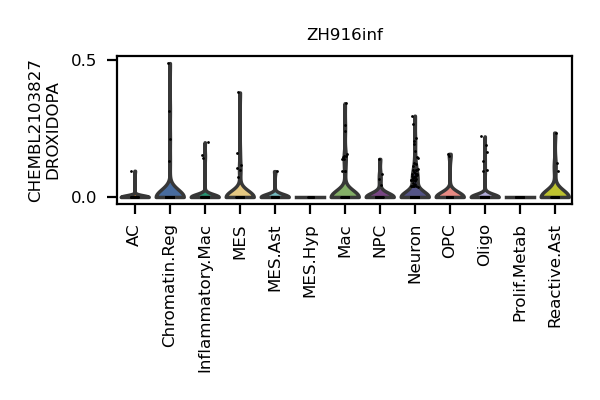 ZH916inf
CHEMBL2103827
DROXIDOPA
0.5
0.0
AC
Chromatin.Reg
Inflammatory.Mac
MES
MES.Ast
MES.Hyp
Mac
NPC
Neuron
OPC
Oligo
Prolif.Metab
Reactive.Ast